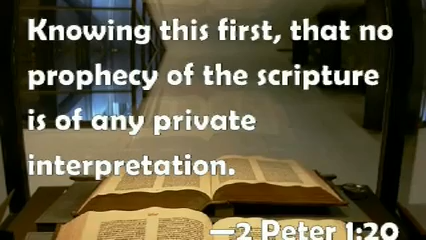 Knowing this first, that no
prophecy of the scripture
is of any private
interpretation.
—2 Peter 1:20